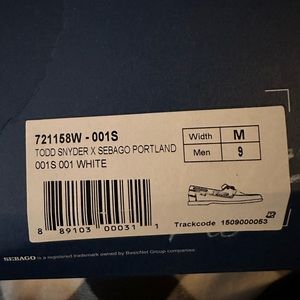 721158W - 001S
TODD SNYDER X SEBAGO PORTLAND
001S 001 WHITE
Width M
Men 9
8 89103 00031 1
Trackcode 1509000053
42
SEBAGO is a registered trademark owned by BasicNet Group companies